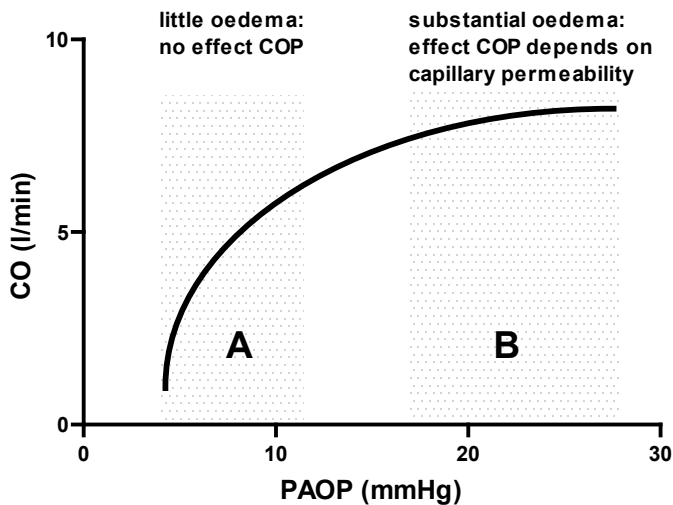 little oedema:
no effect COP
substantial oedema:
effect COP depends on
capillary permeability
10
5
0
CO (l/min)
A
B
0
10
20
30
PAOP (mmHg)